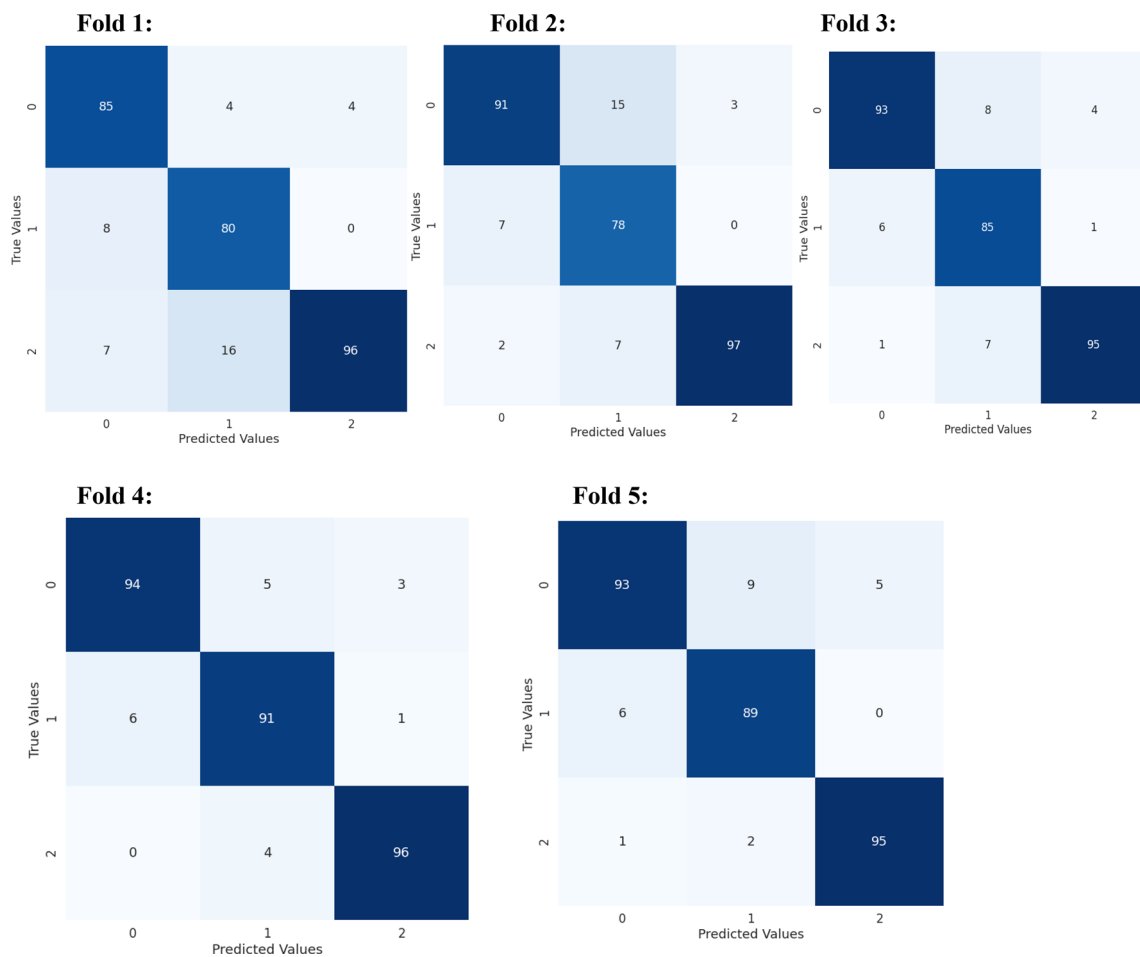 Fold 1:
0
85 4 4
True Values
1
8 80 0
2
7 16 96
0 1 2
Predicted Values
Fold 2:
0
91 15 3
True Values
1
7 78 0
2
2 7 97
0 1 2
Predicted Values
Fold 3:
0
93 8 4
True Values
1
6 85 1
2
1 7 95
0 1 2
Predicted Values
Fold 4:
0
94 5 3
True Values
1
6 91 1
2
0 4 96
0 1 2
Predicted Values
Fold 5:
0
93 9 5
True Values
1
6 89 0
2
1 2 95
0 1 2
Predicted Values